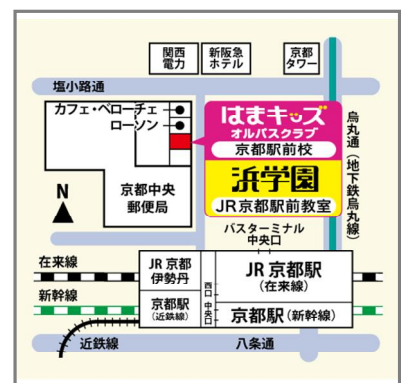 関西
電力
新阪急
ホテル
京都
タワー
塩小路通
カフェ・ベローチェ
ローソン
はまキッズ
オルパスクラブ
京都駅前校
浜学園
JR京都駅前教室
烏丸通（地下鉄烏丸線）
N
京都中央
郵便局
バスターミナル
中央口
在来線
JR 京都
伊勢丹
西口
JR 京都駅
（在来線）
新幹線
京都駅
（近鉄線）
中央口
京都駅（新幹線）
近鉄線
八条通